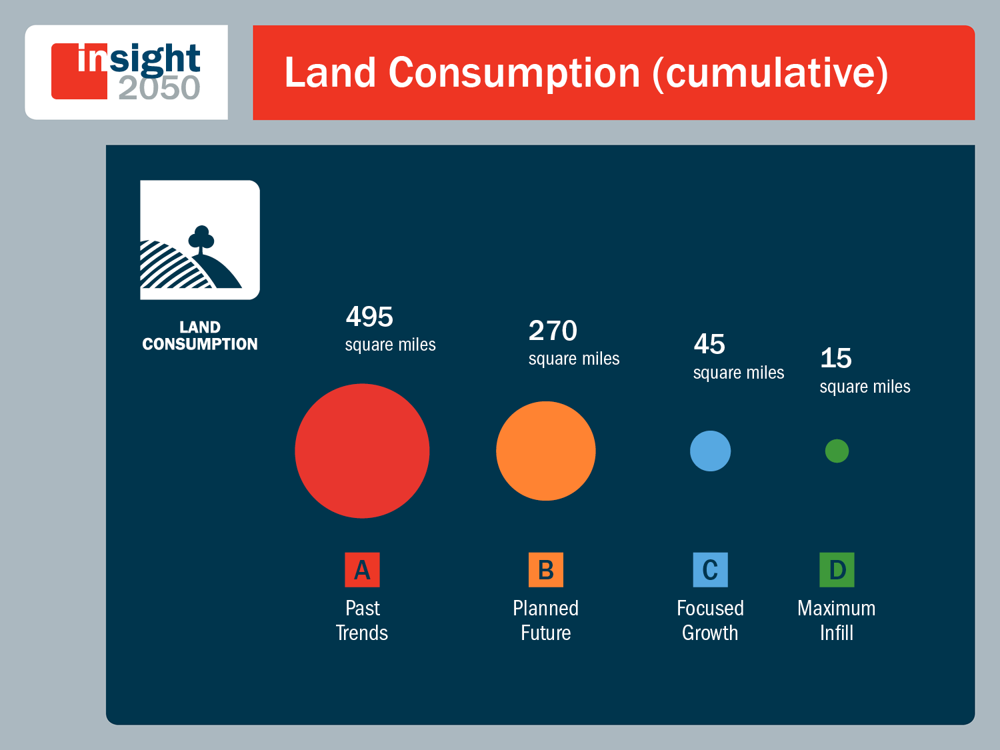 insight
2050
Land Consumption (cumulative)
LAND
CONSUMPTION
495
square miles
270
square miles
45
square miles
15
square miles
A
Past
Trends
B
Planned
Future
C
Focused
Growth
D
Maximum
Infill